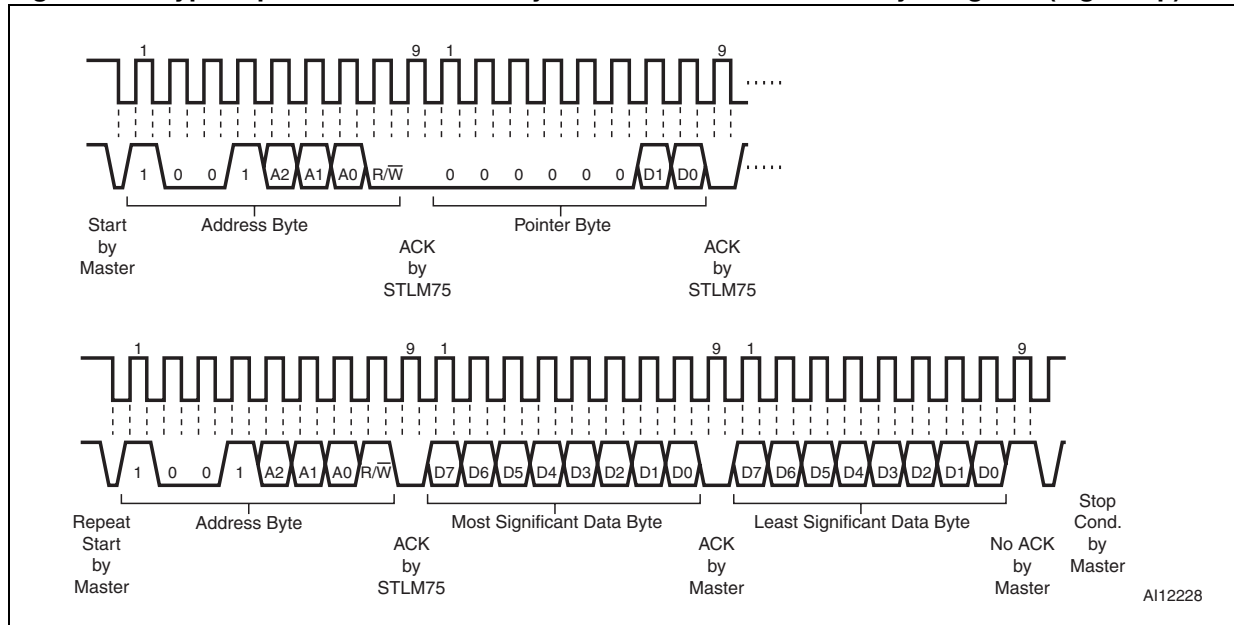 1 9 1 9
1 0 0 1 A2 A1 A0 R/W 0 0 0 0 0 0 D1 D0
Address Byte Pointer Byte
Start
by
Master
ACK
by
STLM75
ACK
by
STLM75
1 9 1 9 1 9
1 0 0 1 A2 A1 A0 R/W D7 D6 D5 D4 D3 D2 D1 D0 D7 D6 D5 D4 D3 D2 D1 D0
Address Byte Most Significant Data Byte Least Significant Data Byte
Repeat
Start
by
Master
ACK
by
STLM75
ACK
by
Master
No ACK
by
Master
Stop
Cond.
by
Master
AI12228